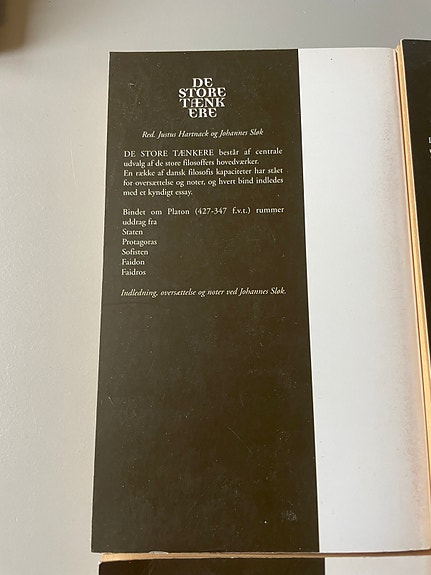 DE
STORE
TÆNK
ERE
Red. Justus Hartnack og Johannes Sløk
DE STORE TÆNKERE består af centrale
udvalg af de store filosoffers hovedværker.
En række af dansk filosofis kapaciteter har stået
for oversættelse og noter, og hvert bind indledes
med et kyndigt essay.
Bindet om Platon (427-347 f.v.t.) rummer
uddrag fra
Staten
Protagoras
Sofisten
Faidon
Faidros
Indledning, oversættelse og noter ved Johannes Sløk.